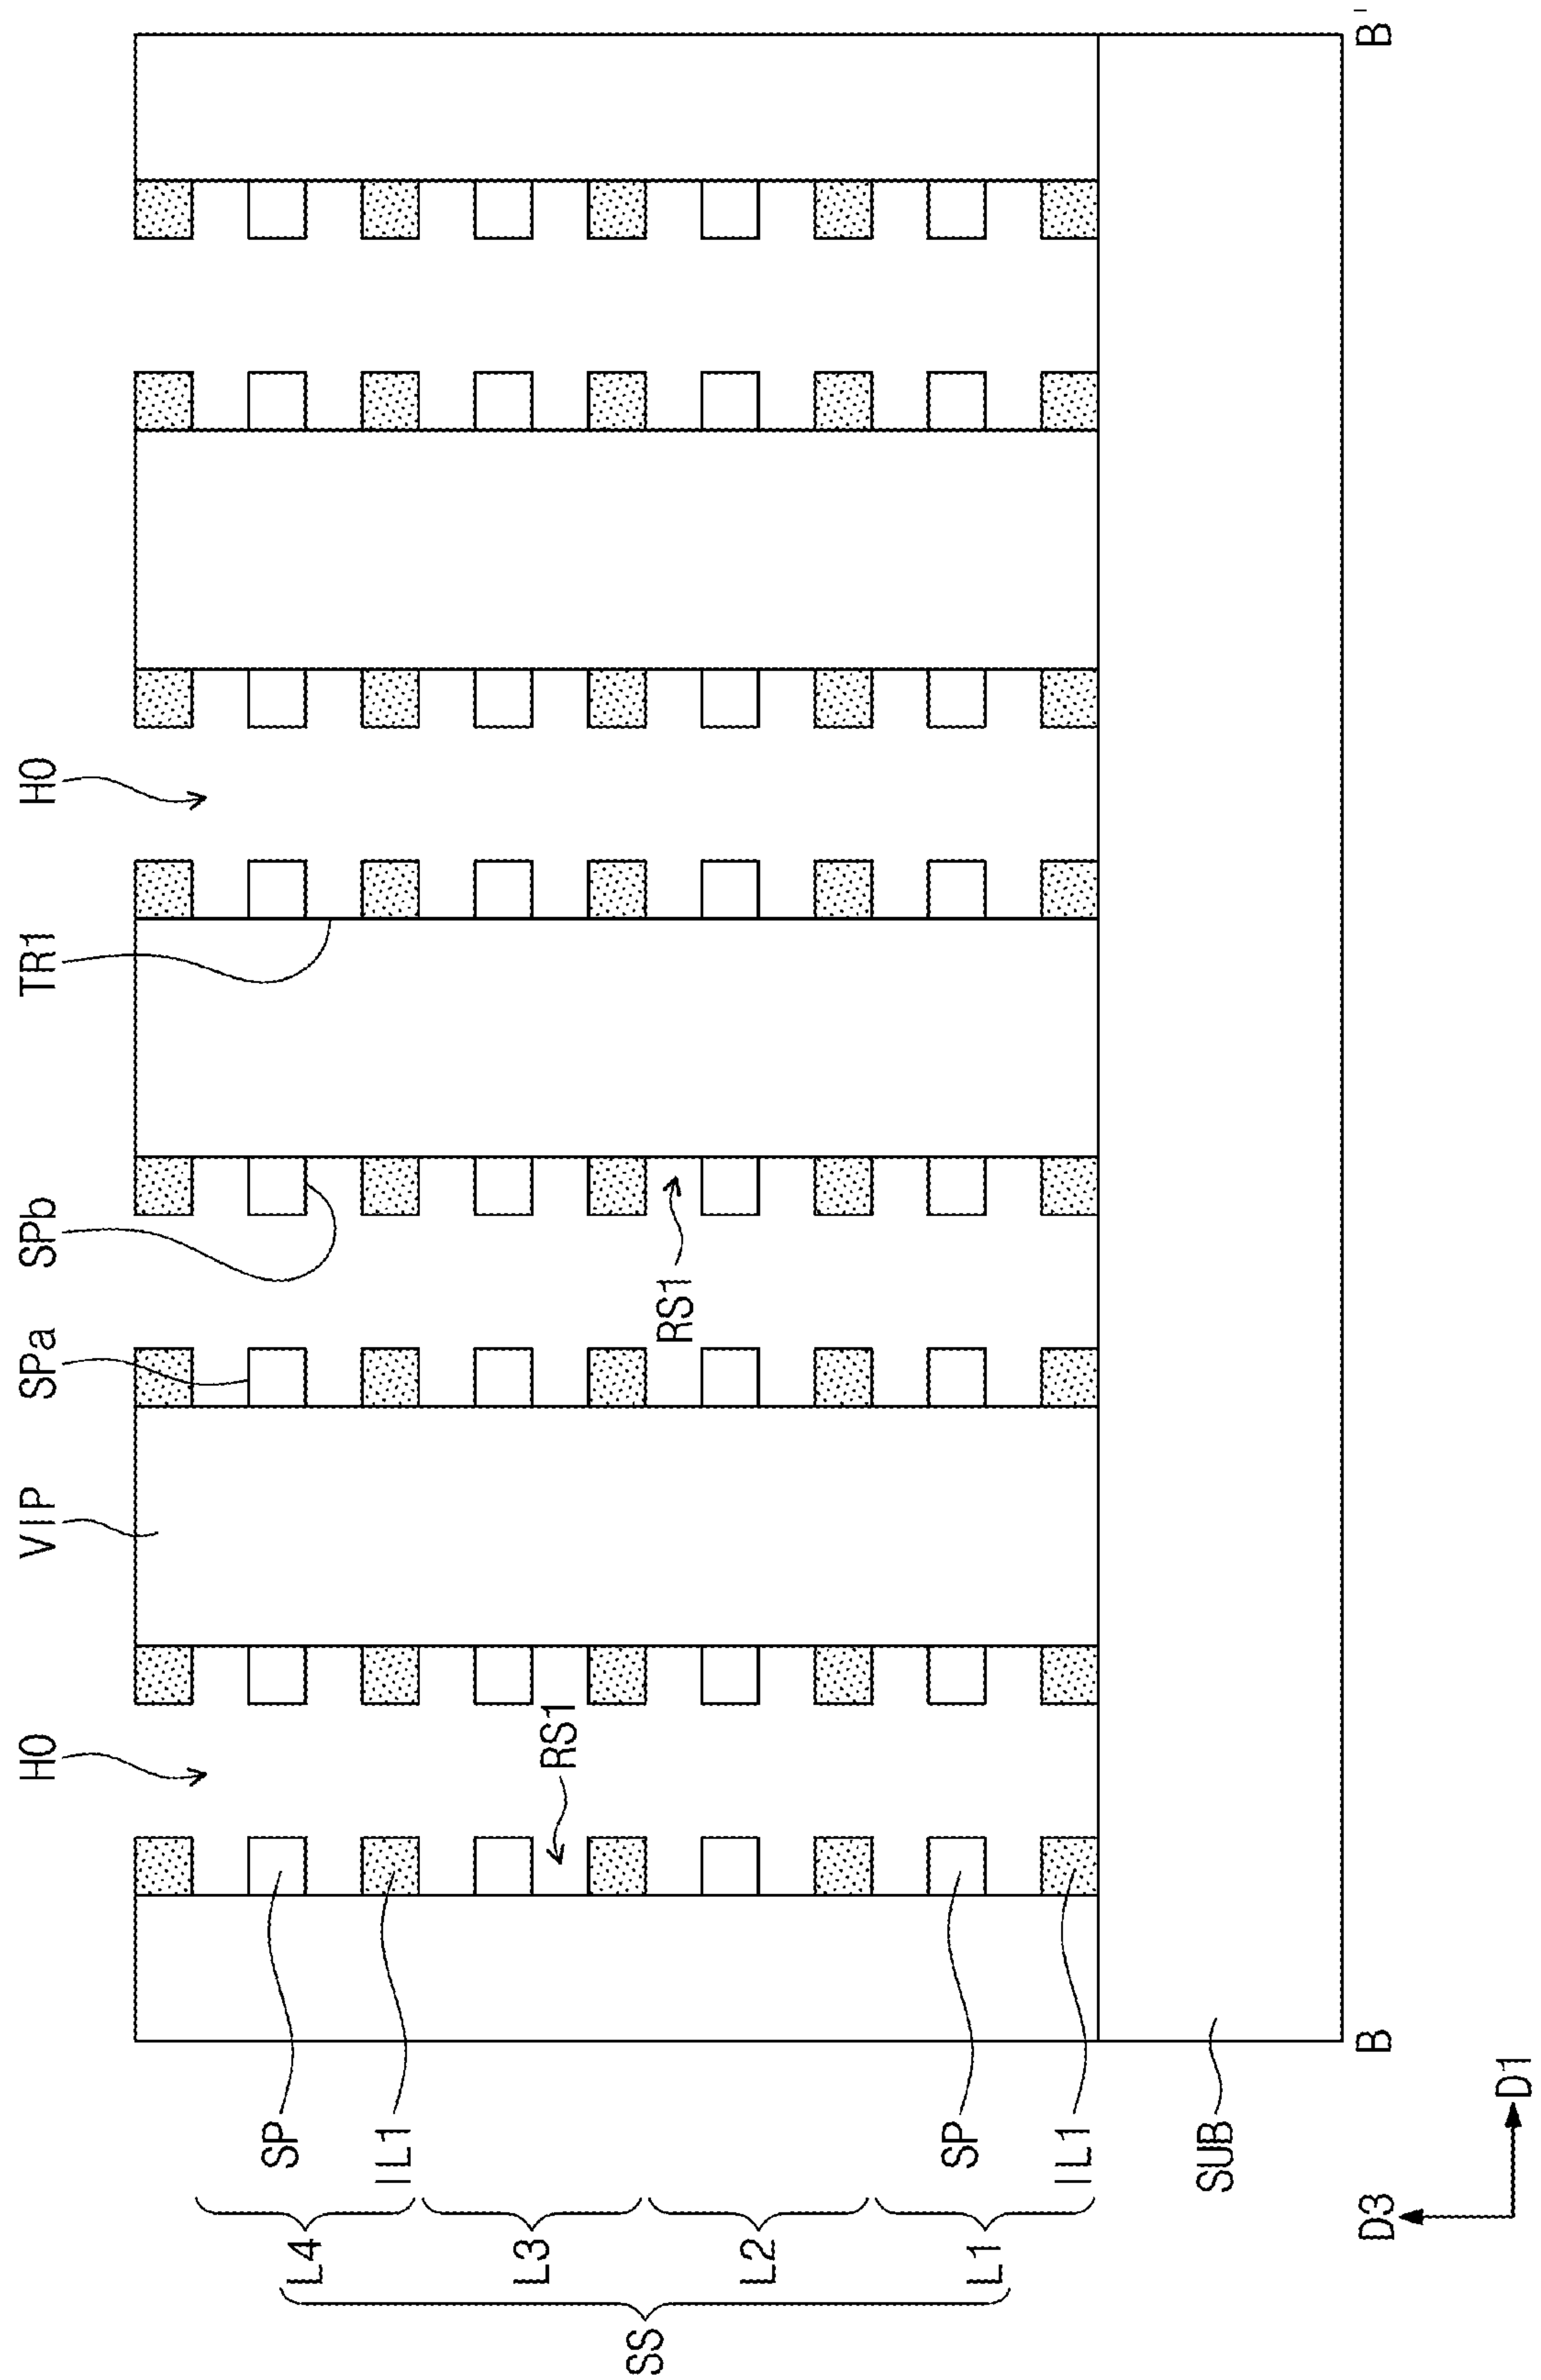 HO
VIP
SPa
SPb
TR1
HO
SP
L4
IL1
L3
RS1
SS
RS1
L2
SP
L1
IL1
SUB
B
B'
D3
D1